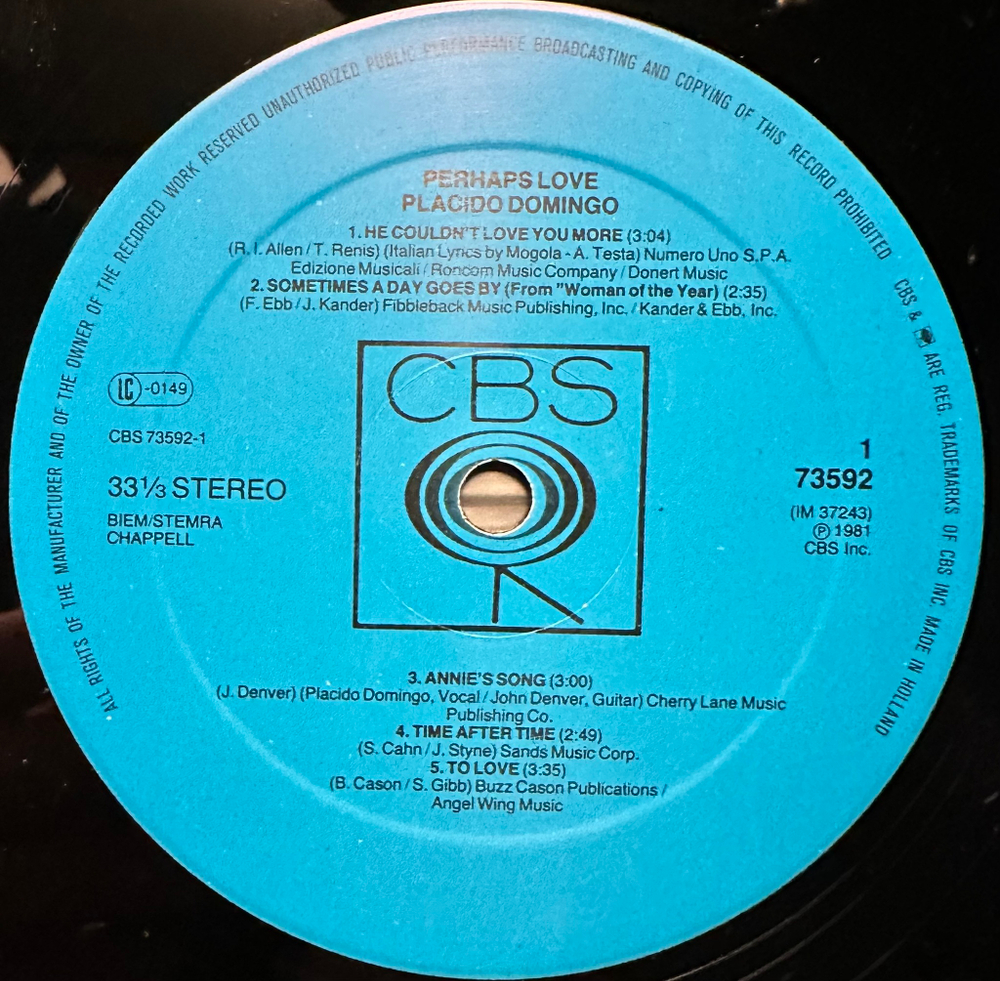 ALL RIGHTS OF THE MANUFACTURER AND OF THE OWNER OF THE RECORDED WORK RESERVED UNAUTHORIZED PUBLIC PERFORMANCE BROADCASTING AND COPYING OF THIS RECORD PROHIBITED CBS & ARE REG. TRADEMARKS OF CBS INC. MADE IN HOLLAND
PERHAPS LOVE
PLACIDO DOMINGO
1. HE COULDN'T LOVE YOU MORE (3:04)
(R. I. Allen / T. Renis) (Italian Lyrics by Mogola - A. Testa) Numero Uno S.P.A.
Edizione Musicali / Roncom Music Company / Donert Music
2. SOMETIMES A DAY GOES BY (From "Woman of the Year) (2:35)
(F. Ebb / J. Kander) Fibbleback Music Publishing, Inc. / Kander & Ebb, Inc.
CBS
LC -0149
CBS 73592-1
33⅓ STEREO
BIEM/STEMRA
CHAPPELL
1
73592
(IM 37243)
Ⓟ 1981
CBS Inc.
3. ANNIE'S SONG (3:00)
(J. Denver) (Placido Domingo, Vocal / John Denver, Guitar) Cherry Lane Music
Publishing Co.
4. TIME AFTER TIME (2:49)
(S. Cahn / J. Styne) Sands Music Corp.
5. TO LOVE (3:35)
(B. Cason / S. Gibb) Buzz Cason Publications /
Angel Wing Music